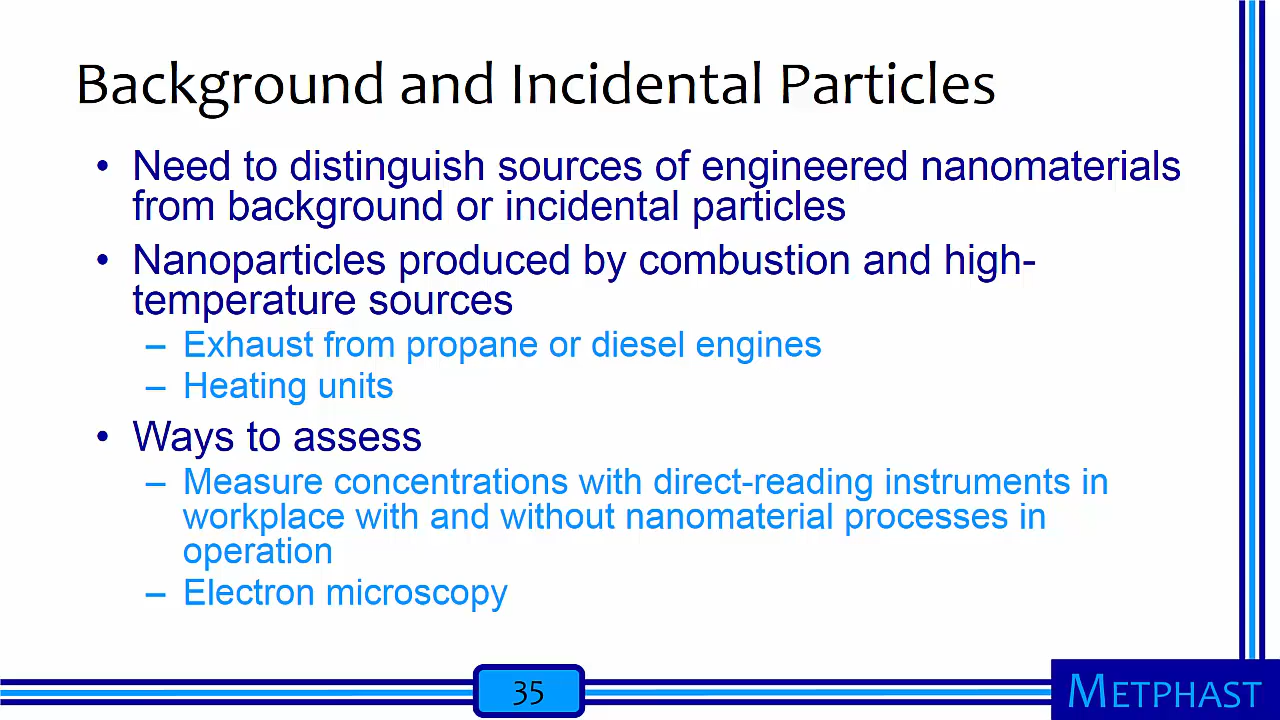 Background and Incidental Particles
• Need to distinguish sources of engineered nanomaterials
from background or incidental particles
• Nanoparticles produced by combustion and high-
temperature sources
– Exhaust from propane or diesel engines
– Heating units
• Ways to assess
– Measure concentrations with direct-reading instruments in
workplace with and without nanomaterial processes in
operation
– Electron microscopy
35
METPHAST